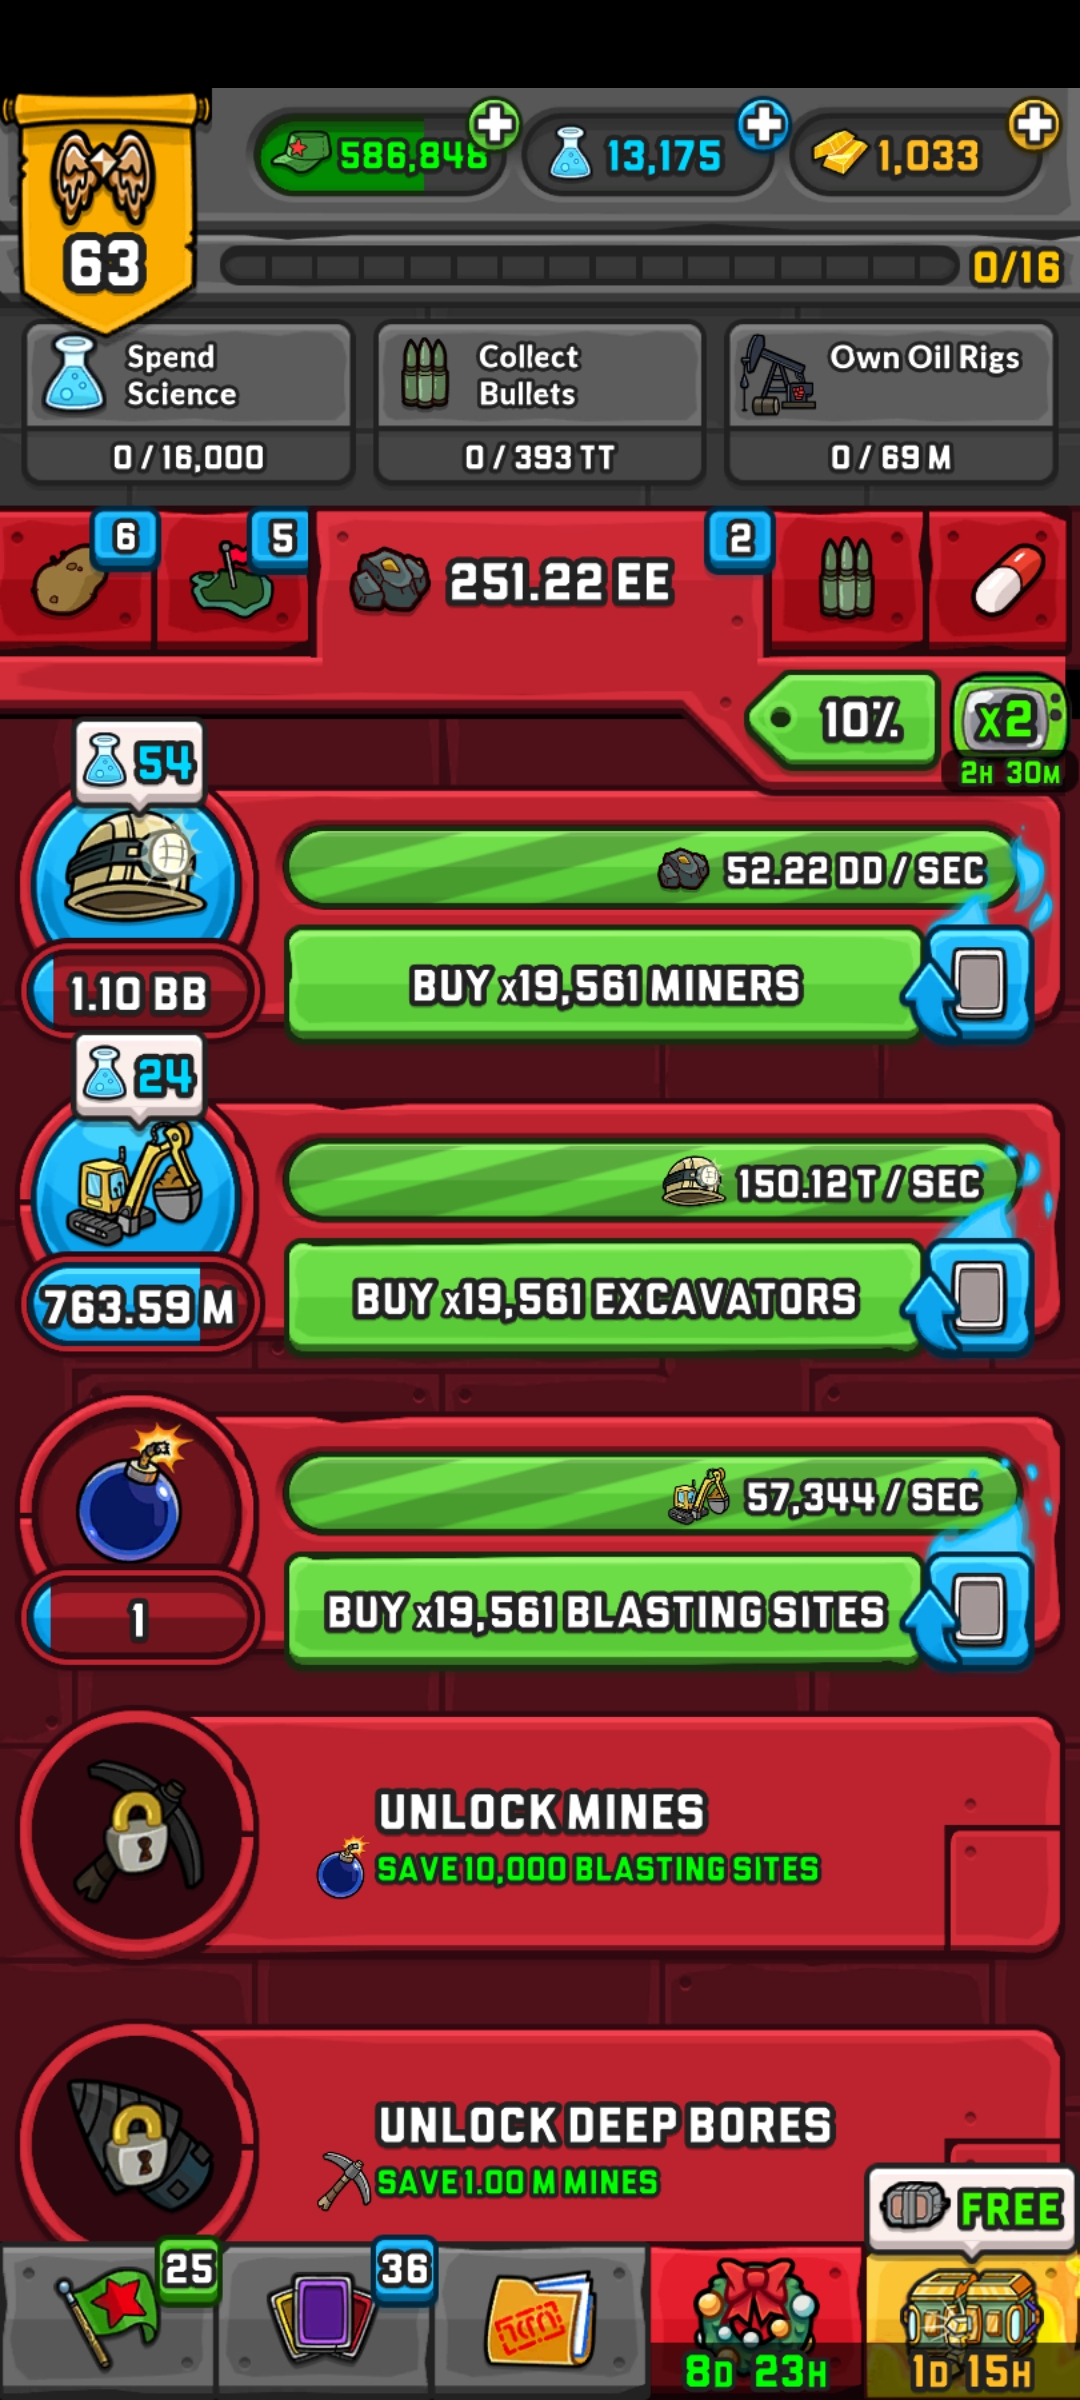 586,848
13,175
1,033
63
0/16
Spend
Science
0 / 16,000
Collect
Bullets
0 / 393 TT
Own Oil Rigs
0 / 69 M
6
5
251.22 EE
2
10%
x2
2H 30M
54
52.22 DD / SEC
1.10 BB
BUY x19,561 MINERS
24
150.12 T / SEC
763.59 M
BUY x19,561 EXCAVATORS
57,344 / SEC
1
BUY x19,561 BLASTING SITES
UNLOCK MINES
SAVE 10,000 BLASTING SITES
UNLOCK DEEP BORES
SAVE 1.00 M MINES
FREE
25
36
8D 23H
1D 15H